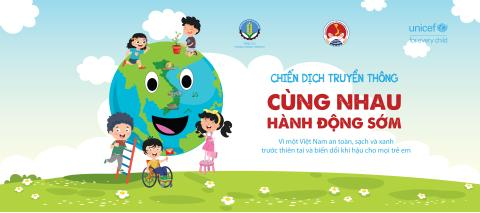 unicef
for every child
CHIẾN DỊCH TRUYỀN THÔNG
CÙNG NHAU
HÀNH ĐỘNG SỚM
Vì một Việt Nam an toàn, sạch và xanh
trước thiên tai và biến đổi khí hậu cho mọi trẻ em